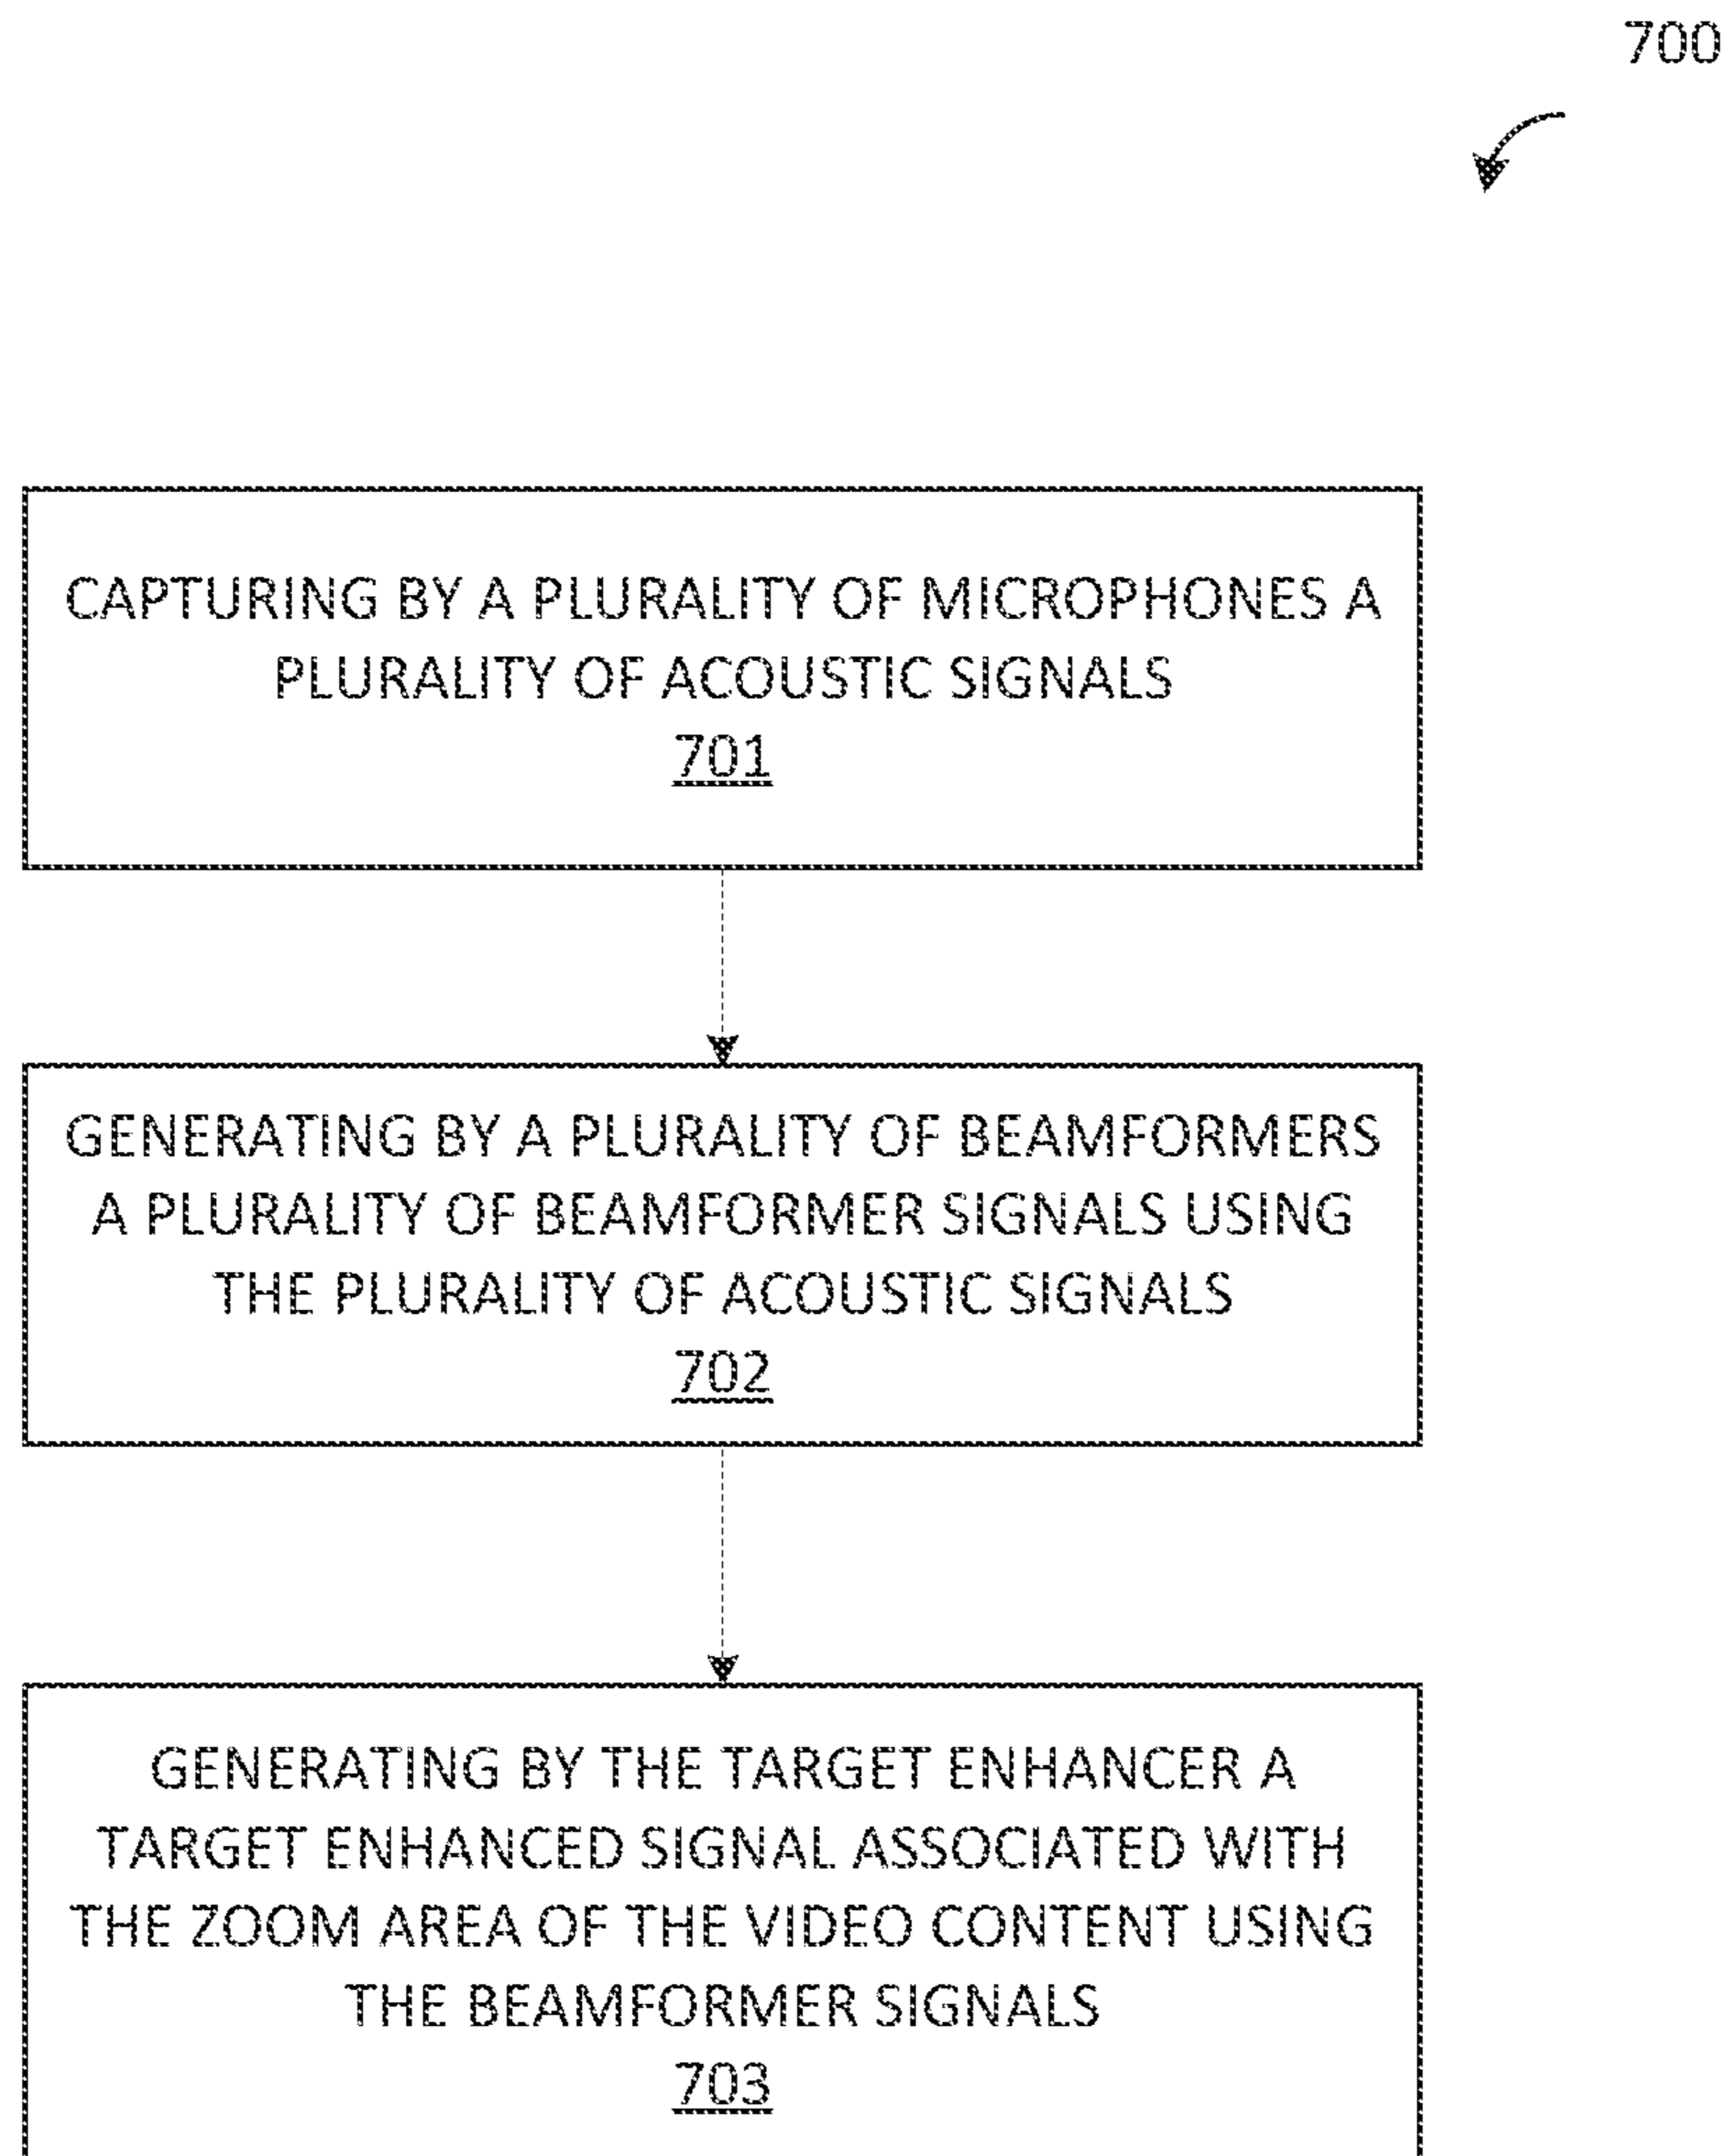 700
CAPTURING BY A PLURALITY OF MICROPHONES A
PLURALITY OF ACOUSTIC SIGNALS
701
GENERATING BY A PLURALITY OF BEAMFORMERS
A PLURALITY OF BEAMFORMER SIGNALS USING
THE PLURALITY OF ACOUSTIC SIGNALS
702
GENERATING BY THE TARGET ENHANCER A
TARGET ENHANCED SIGNAL ASSOCIATED WITH
THE ZOOM AREA OF THE VIDEO CONTENT USING
THE BEAMFORMER SIGNALS
703